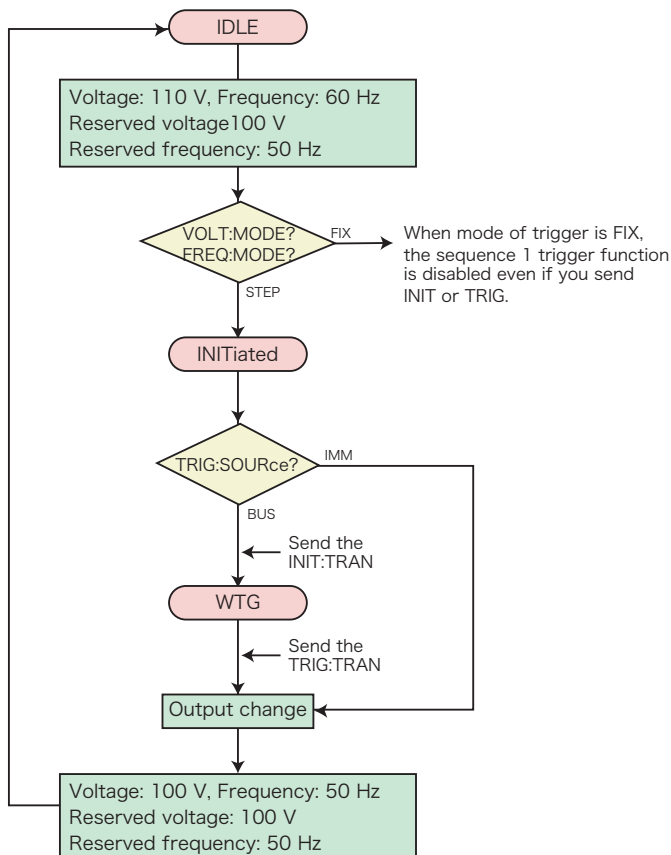 IDLE
Voltage: 110 V, Frequency: 60 Hz
Reserved voltage100 V
Reserved frequency: 50 Hz
VOLT:MODE?
FREQ:MODE?
FIX
When mode of trigger is FIX,
the sequence 1 trigger function
is disabled even if you send
INIT or TRIG.
STEP
INITiated
TRIG:SOURce?
IMM
BUS
Send the
INIT:TRAN
WTG
Send the
TRIG:TRAN
Output change
Voltage: 100 V, Frequency: 50 Hz
Reserved voltage: 100 V
Reserved frequency: 50 Hz